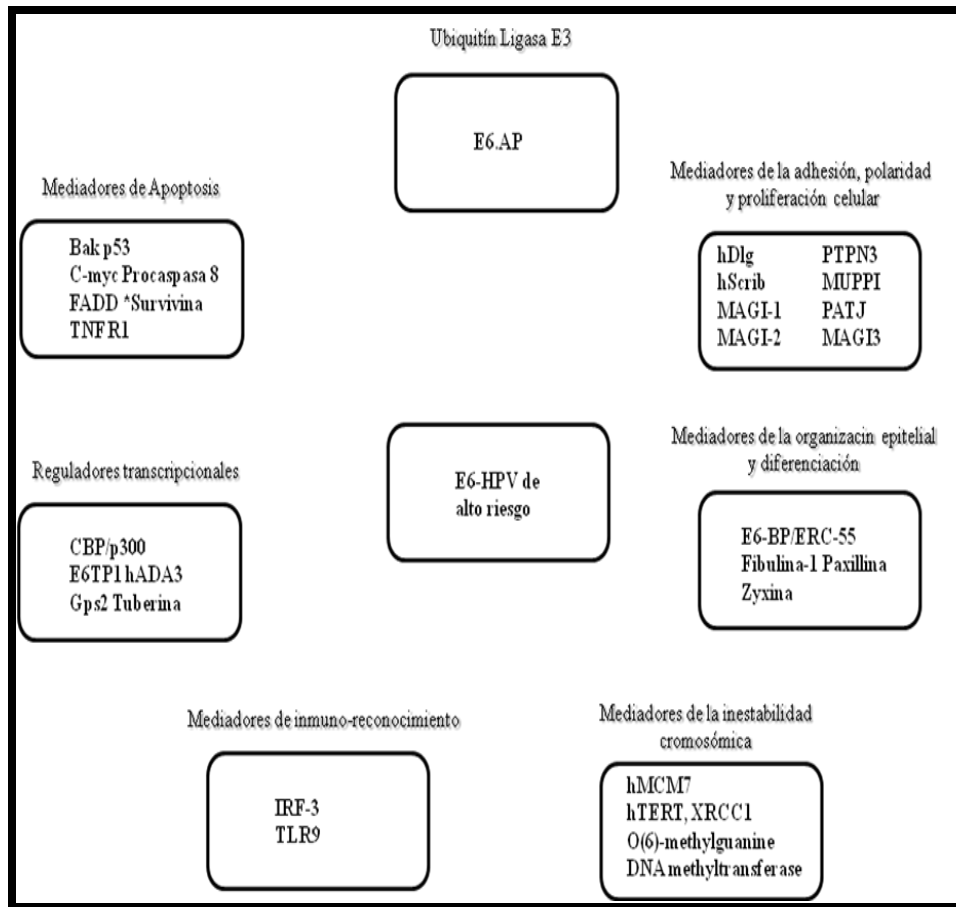 Ubiquitín Ligasa E3
E6.AP
Mediadores de Apoptosis
Bak p53
C-myc Procaspasa 8
FADD *Survivina
TNFR1
Mediadores de la adhesión, polaridad
y proliferación celular
hDlg PTPN3
hScrib MUPPI
MAGI-1 PATJ
MAGI-2 MAGI3
Reguladores transcripcionales
CBP/p300
E6TP1 hADA3
Gps2 Tuberina
E6-HPV de
alto riesgo
Mediadores de la organizacin epitelial
y diferenciación
E6-BP/ERC-55
Fibulina-1 Paxillina
Zyxina
Mediadores de inmuno-reconocimiento
IRF-3
TLR9
Mediadores de la inestabilidad
cromosómica
hMCM7
hTERT, XRCC1
O(6)-methylguanine
DNA methyltransferase